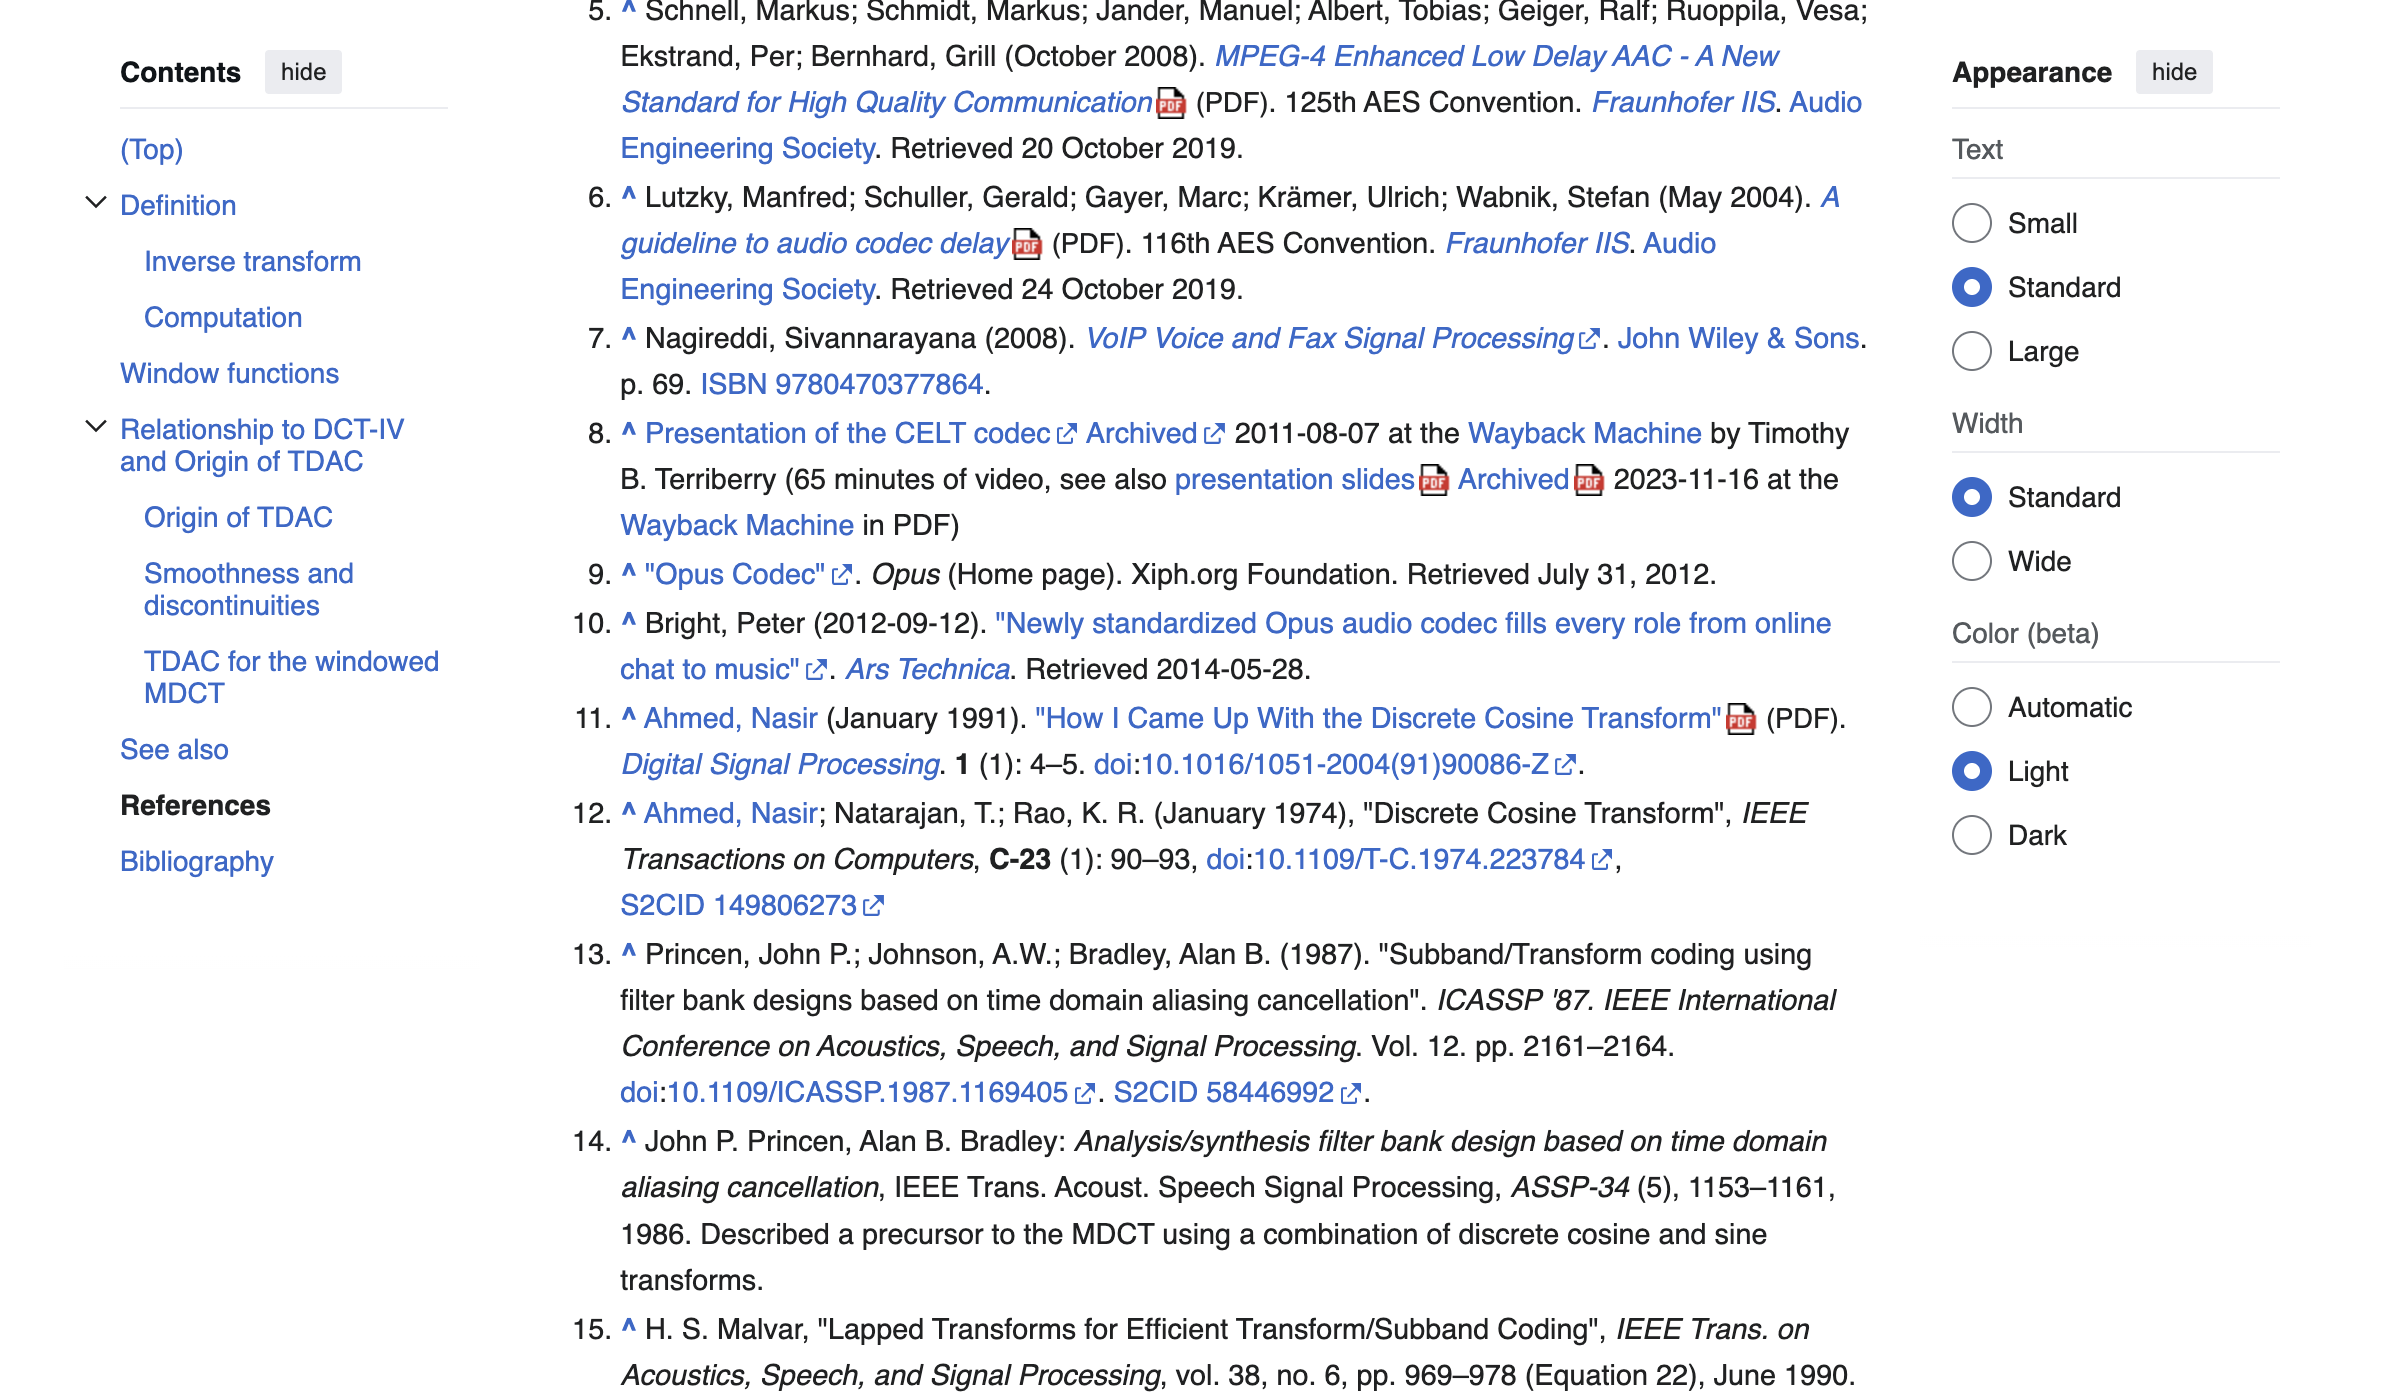 Contents hide
(Top)
Definition
Inverse transform
Computation
Window functions
Relationship to DCT-IV
and Origin of TDAC
Origin of TDAC
Smoothness and
discontinuities
TDAC for the windowed
MDCT
See also
References
Bibliography
5. ^ Schnell, Markus; Schmidt, Markus; Jander, Manuel; Albert, Tobias; Geiger, Ralf; Ruoppila, Vesa;
Ekstrand, Per; Bernhard, Grill (October 2008). MPEG-4 Enhanced Low Delay AAC - A New
Standard for High Quality Communication PDF (PDF). 125th AES Convention. Fraunhofer IIS. Audio
Engineering Society. Retrieved 20 October 2019.
6. ^ Lutzky, Manfred; Schuller, Gerald; Gayer, Marc; Krämer, Ulrich; Wabnik, Stefan (May 2004). A
guideline to audio codec delay PDF (PDF). 116th AES Convention. Fraunhofer IIS. Audio
Engineering Society. Retrieved 24 October 2019.
7. ^ Nagireddi, Sivannarayana (2008). VoIP Voice and Fax Signal Processing. John Wiley & Sons.
p. 69. ISBN 9780470377864.
8. ^ Presentation of the CELT codec Archived 2011-08-07 at the Wayback Machine by Timothy
B. Terriberry (65 minutes of video, see also presentation slides PDF Archived PDF 2023-11-16 at the
Wayback Machine in PDF)
9. ^ "Opus Codec". Opus (Home page). Xiph.org Foundation. Retrieved July 31, 2012.
10. ^ Bright, Peter (2012-09-12). "Newly standardized Opus audio codec fills every role from online
chat to music". Ars Technica. Retrieved 2014-05-28.
11. ^ Ahmed, Nasir (January 1991). "How I Came Up With the Discrete Cosine Transform" PDF (PDF).
Digital Signal Processing. 1 (1): 4–5. doi:10.1016/1051-2004(91)90086-Z.
12. ^ Ahmed, Nasir; Natarajan, T.; Rao, K. R. (January 1974), "Discrete Cosine Transform", IEEE
Transactions on Computers, C-23 (1): 90–93, doi:10.1109/T-C.1974.223784,
S2CID 149806273
13. ^ Princen, John P.; Johnson, A.W.; Bradley, Alan B. (1987). "Subband/Transform coding using
filter bank designs based on time domain aliasing cancellation". ICASSP '87. IEEE International
Conference on Acoustics, Speech, and Signal Processing. Vol. 12. pp. 2161–2164.
doi:10.1109/ICASSP.1987.1169405. S2CID 58446992.
14. ^ John P. Princen, Alan B. Bradley: Analysis/synthesis filter bank design based on time domain
aliasing cancellation, IEEE Trans. Acoust. Speech Signal Processing, ASSP-34 (5), 1153–1161,
1986. Described a precursor to the MDCT using a combination of discrete cosine and sine
transforms.
15. ^ H. S. Malvar, "Lapped Transforms for Efficient Transform/Subband Coding", IEEE Trans. on
Acoustics, Speech, and Signal Processing, vol. 38, no. 6, pp. 969–978 (Equation 22), June 1990.
Appearance hide
Text
Small
Standard
Large
Width
Standard
Wide
Color (beta)
Automatic
Light
Dark